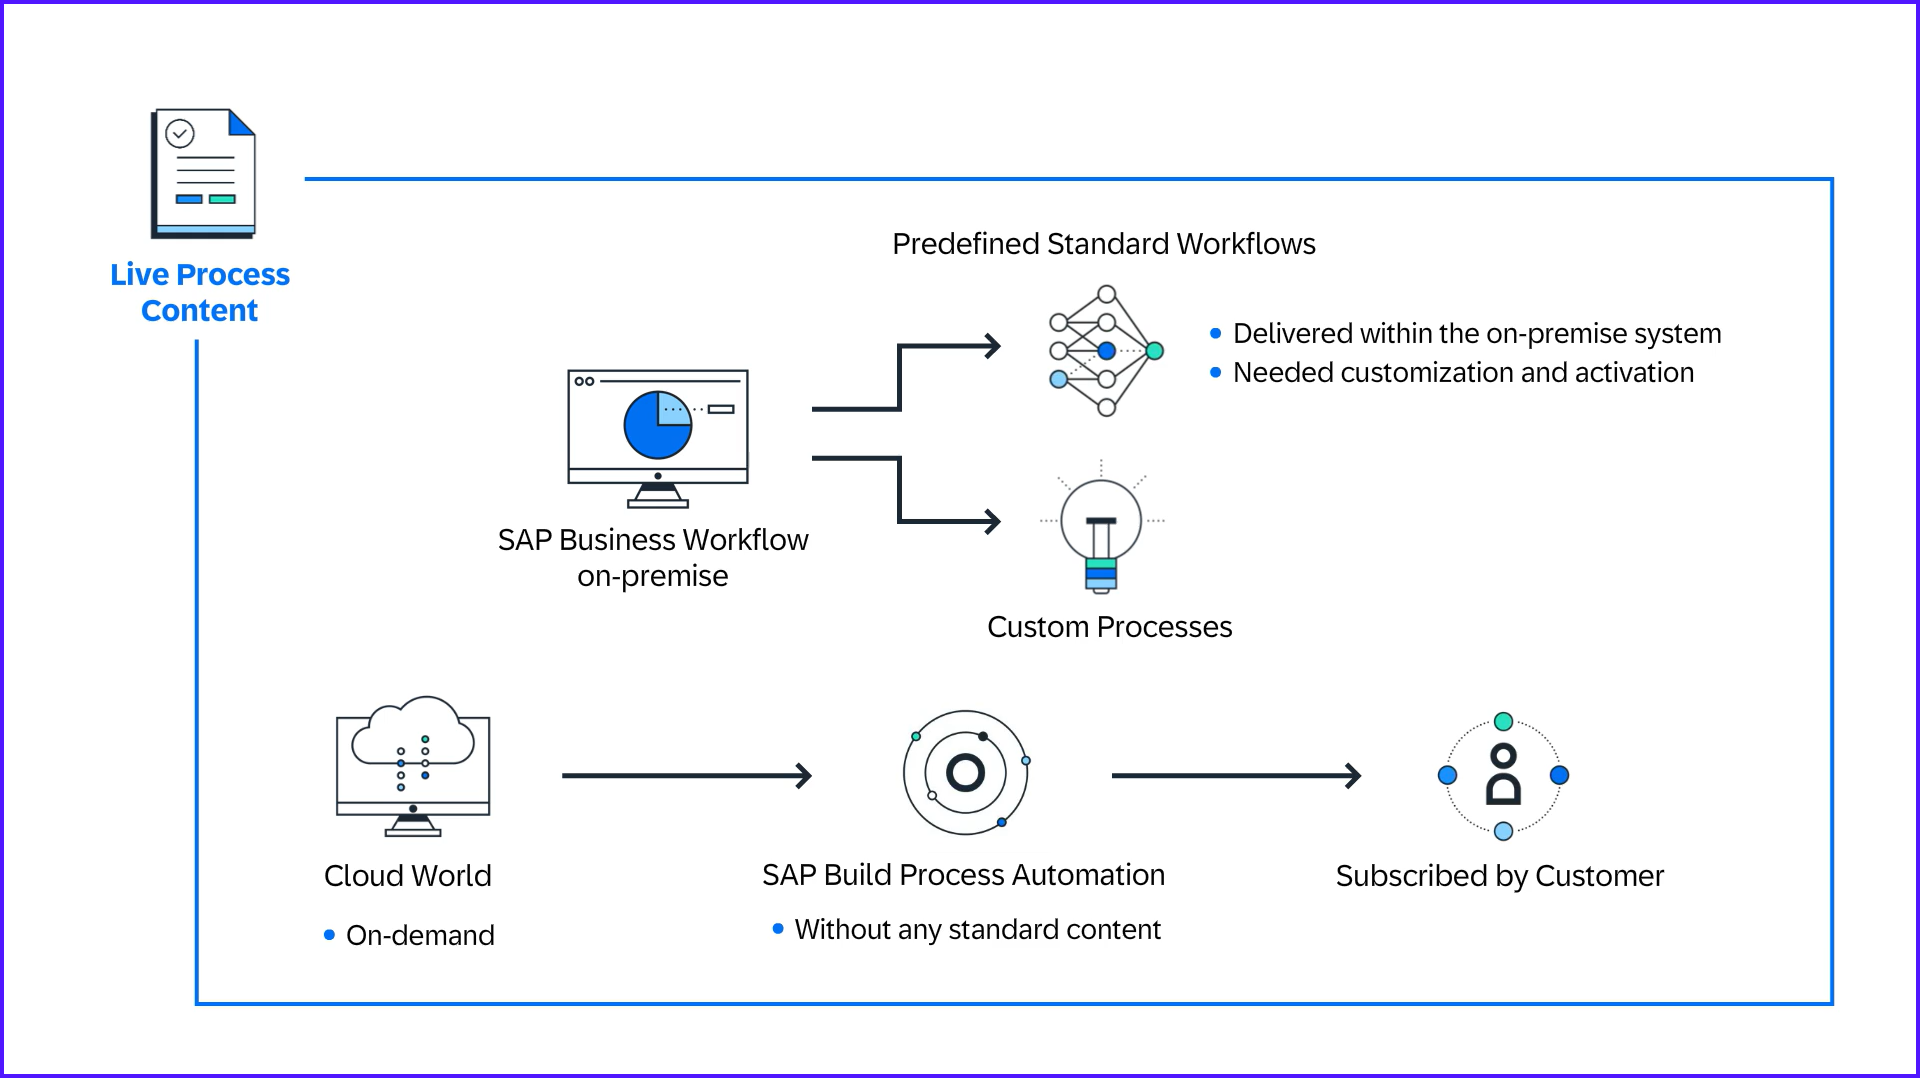 Live Process
Content
Predefined Standard Workflows
Delivered within the on-premise system
Needed customization and activation
SAP Business Workflow
on-premise
Custom Processes
Cloud World
On-demand
SAP Build Process Automation
Without any standard content
Do
Subscribed by Customer